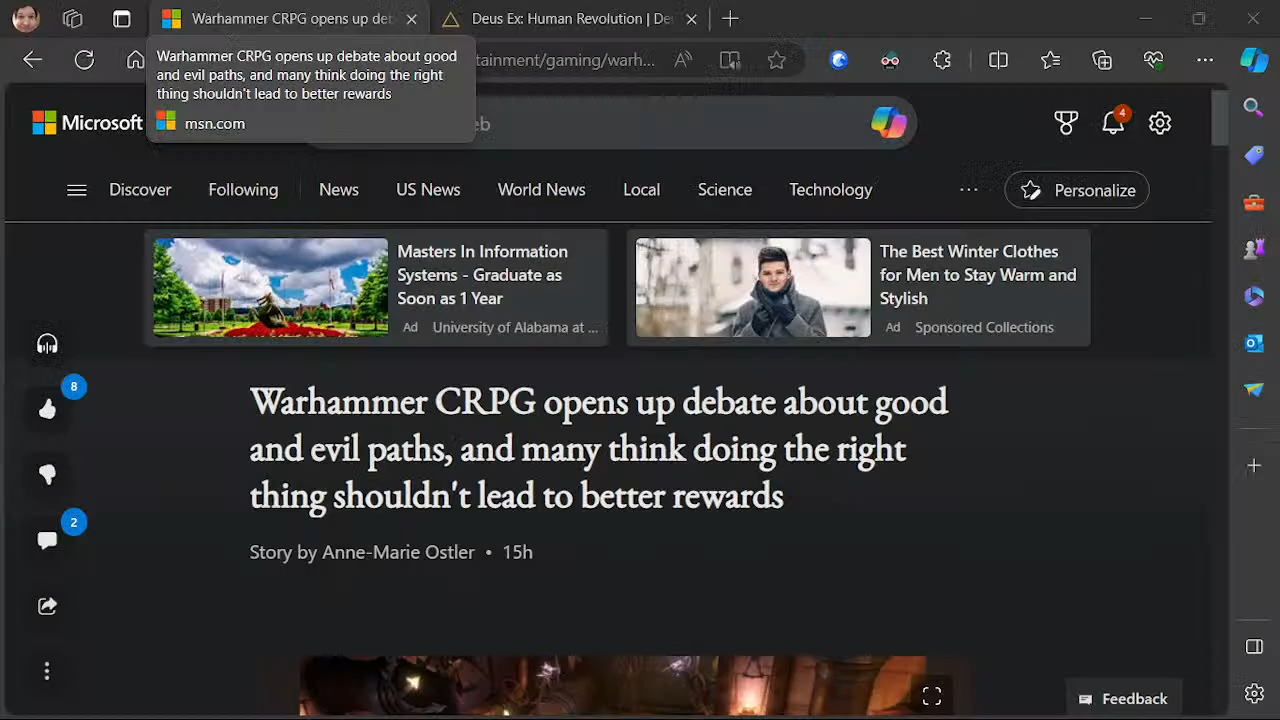 Warhammer CRPG opens up deb
Deus Ex: Human Revolution | De
Warhammer CRPG opens up debate about good
and evil paths, and many think doing the right
thing shouldn't lead to better rewards
msn.com
tainment/gaming/warh...
Microsoft
eb
4
Discover
Following
News
US News
World News
Local
Science
Technology
Personalize
Masters In Information
Systems - Graduate as
Soon as 1 Year
Ad University of Alabama at ...
The Best Winter Clothes
for Men to Stay Warm and
Stylish
Ad Sponsored Collections
8
2
Warhammer CRPG opens up debate about good
and evil paths, and many think doing the right
thing shouldn't lead to better rewards
Story by Anne-Marie Ostler • 15h
Feedback